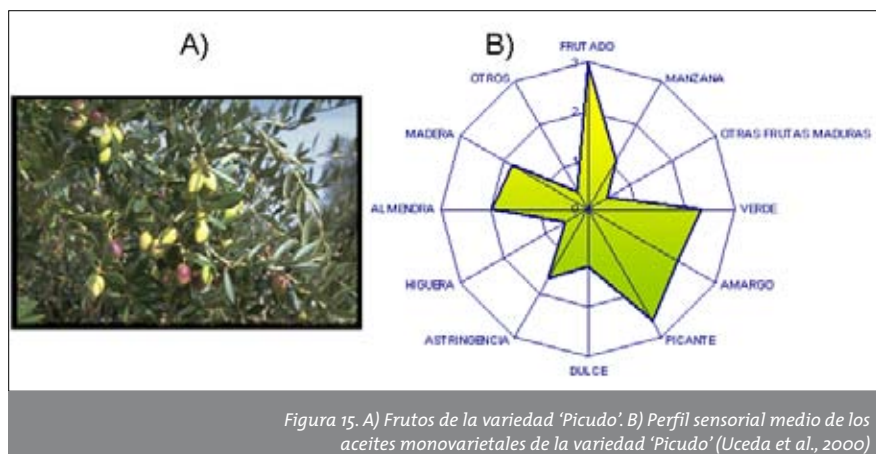 A)
B)
FRUTADO
MANZANA
OTRAS FRUTAS MADURAS
VERDE
AMARGO
PICANTE
DULCE
ASTRINGENCIA
HIGUERA
ALMENDRA
MADERA
OTROS
3
2
1
0
Figura 15. A) Frutos de la variedad ‘Picudo’. B) Perfil sensorial medio de los
aceites monovarietales de la variedad ‘Picudo’ (Uceda et al., 2000)